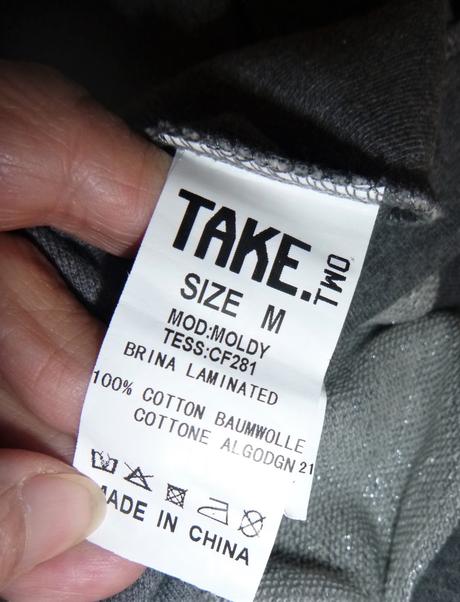 TAKE.
TWO
SIZE M
MOD:MOLDY
TESS:CF281
BRINA LAMINATED
100% COTTON BAUMWOLLE
COTTONE ALGODGN 21
MADE IN CHINA